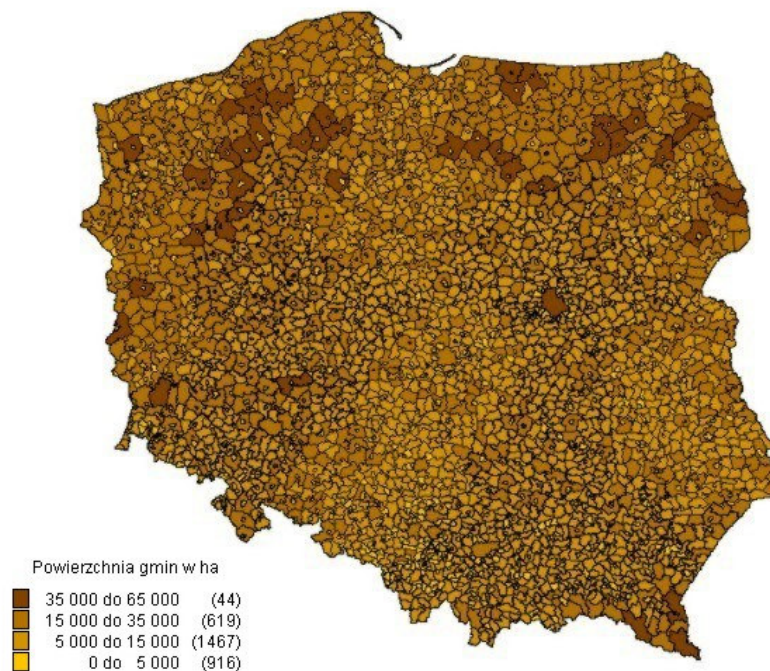 Powierzchnia gmin w ha
35 000 do 65 000 (44)
15 000 do 35 000 (619)
5 000 do 15 000 (1467)
0 do 5 000 (916)